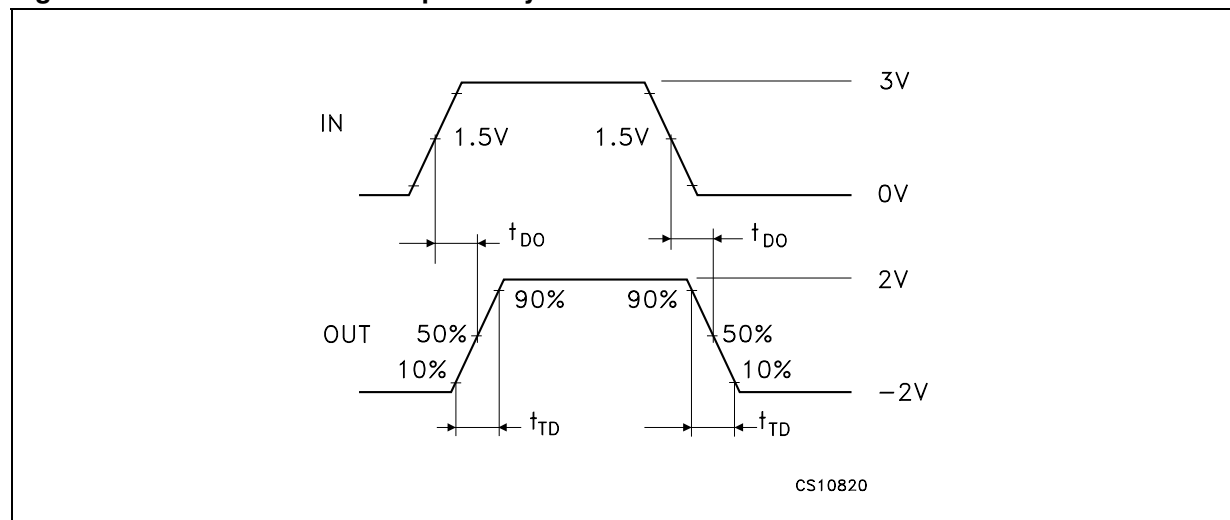 3V
IN
1.5V 1.5V
0V
tDO tDO
2V
90% 90%
OUT 50% 50%
10% 10%
-2V
tTD tTD
CS10820